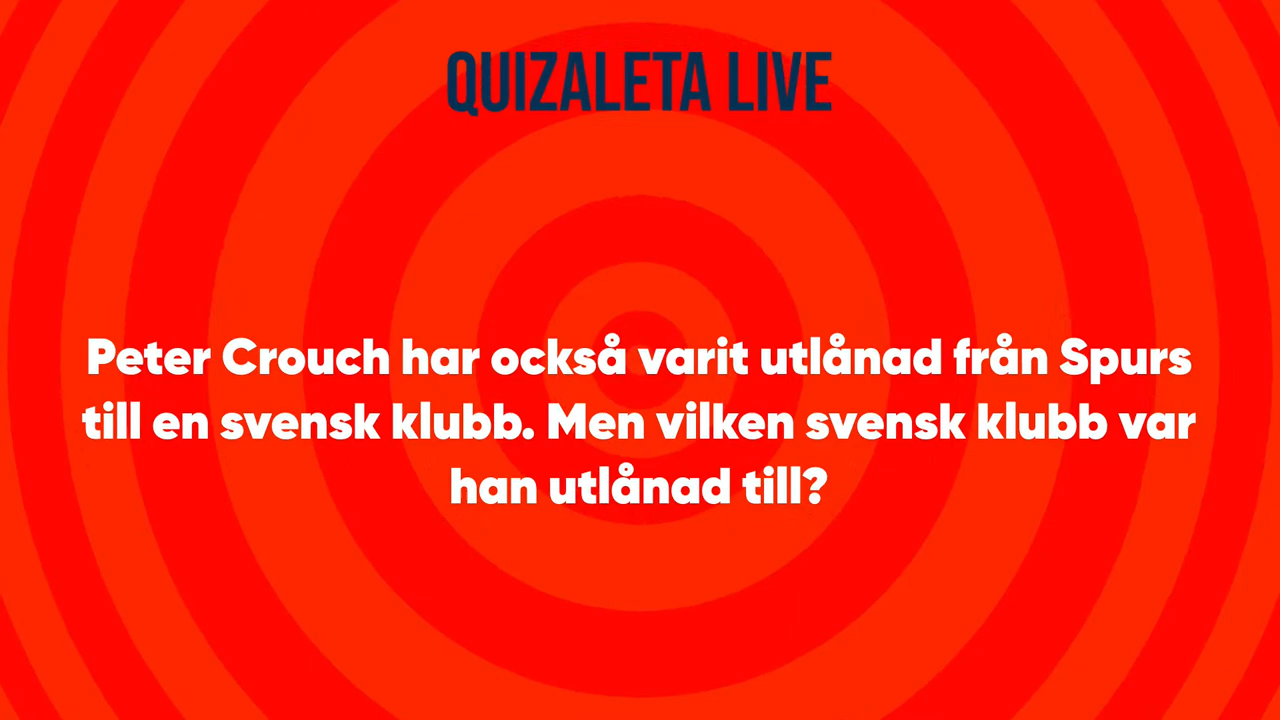 QUIZALETA LIVE
Peter Crouch har också varit utlånad från Spurs
till en svensk klubb. Men vilken svensk klubb var
han utlånad till?